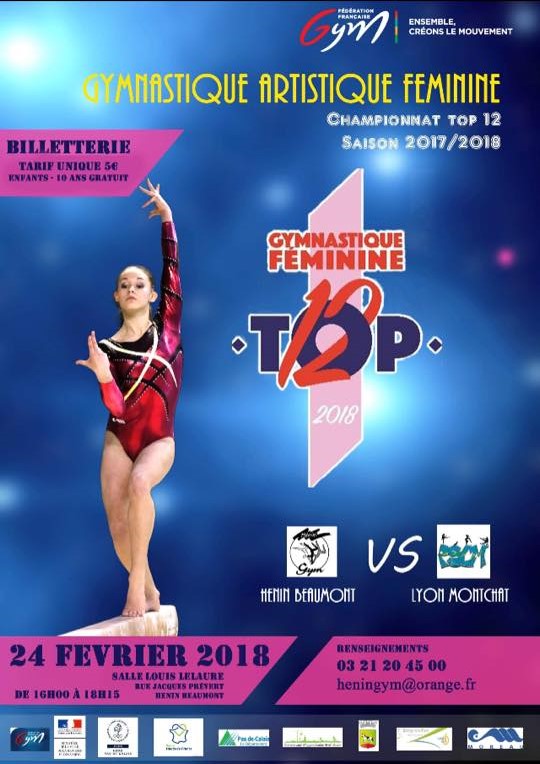 FÉDÉRATION
FRANÇAISE
Gym
ENSEMBLE,
CRÉONS LE MOUVEMENT
GYMNASTIQUE ARTISTIQUE FEMININE
CHAMPIONNAT TOP 12
SAISON 2017/2018
BILLETTERIE
TARIF UNIQUE 5€
ENFANTS - 10 ANS GRATUIT
GYMNASTIQUE
FÉMININE
• TOP •
12
2018
Gym
VS
HENIN BEAUMONT
LYON MONTCHAT
24 FEVRIER 2018
SALLE LOUIS LELAURE
RUE JACQUES PRÉVERT
DE 16H00 À 18H15
HENIN BEAUMONT
RENSEIGNEMENTS
03 21 20 45 00
heningym@orange.fr
Gym
Pas de Calais
MOREAU